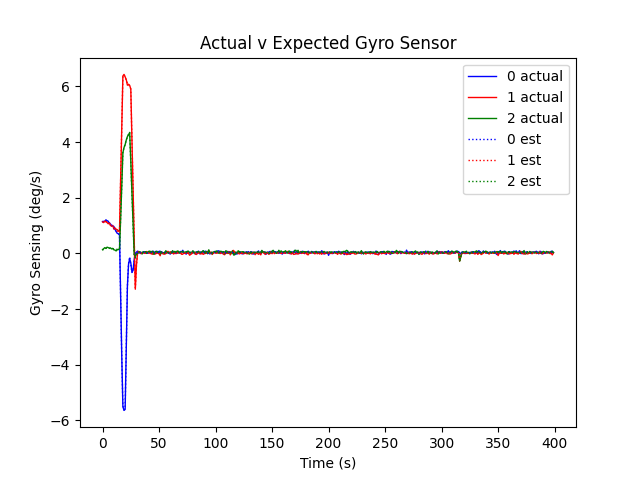 Actual v Expected Gyro Sensor
0 actual
1 actual
2 actual
0 est
1 est
2 est
6
4
2
0
−2
−4
−6
Gyro Sensing (deg/s)
0 50 100 150 200 250 300 350 400
Time (s)